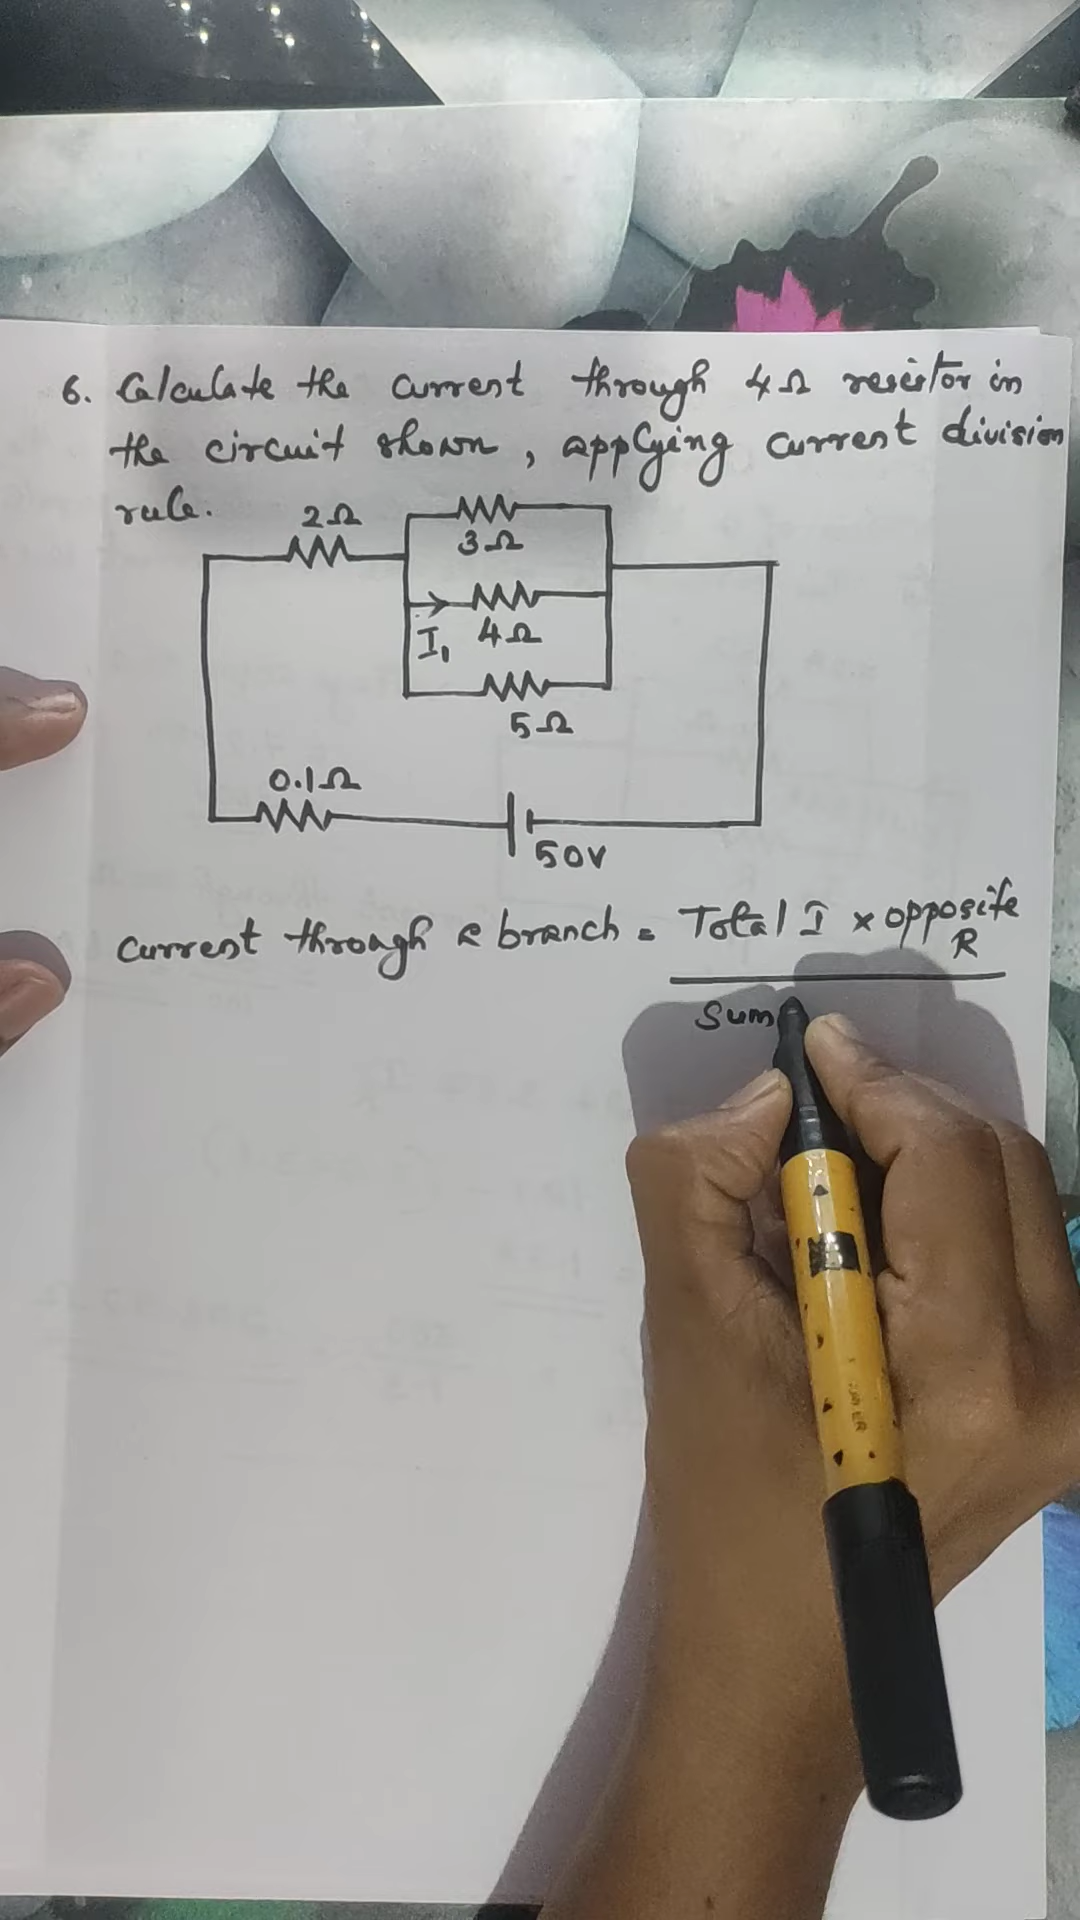 6. Calculate the current through 4Ω resistor in
the circuit shown, applying current division
rule.
2Ω
3Ω
I₁ 4Ω
5Ω
0.1Ω
50V
current through a branch = Total I × opposite
R
Sum